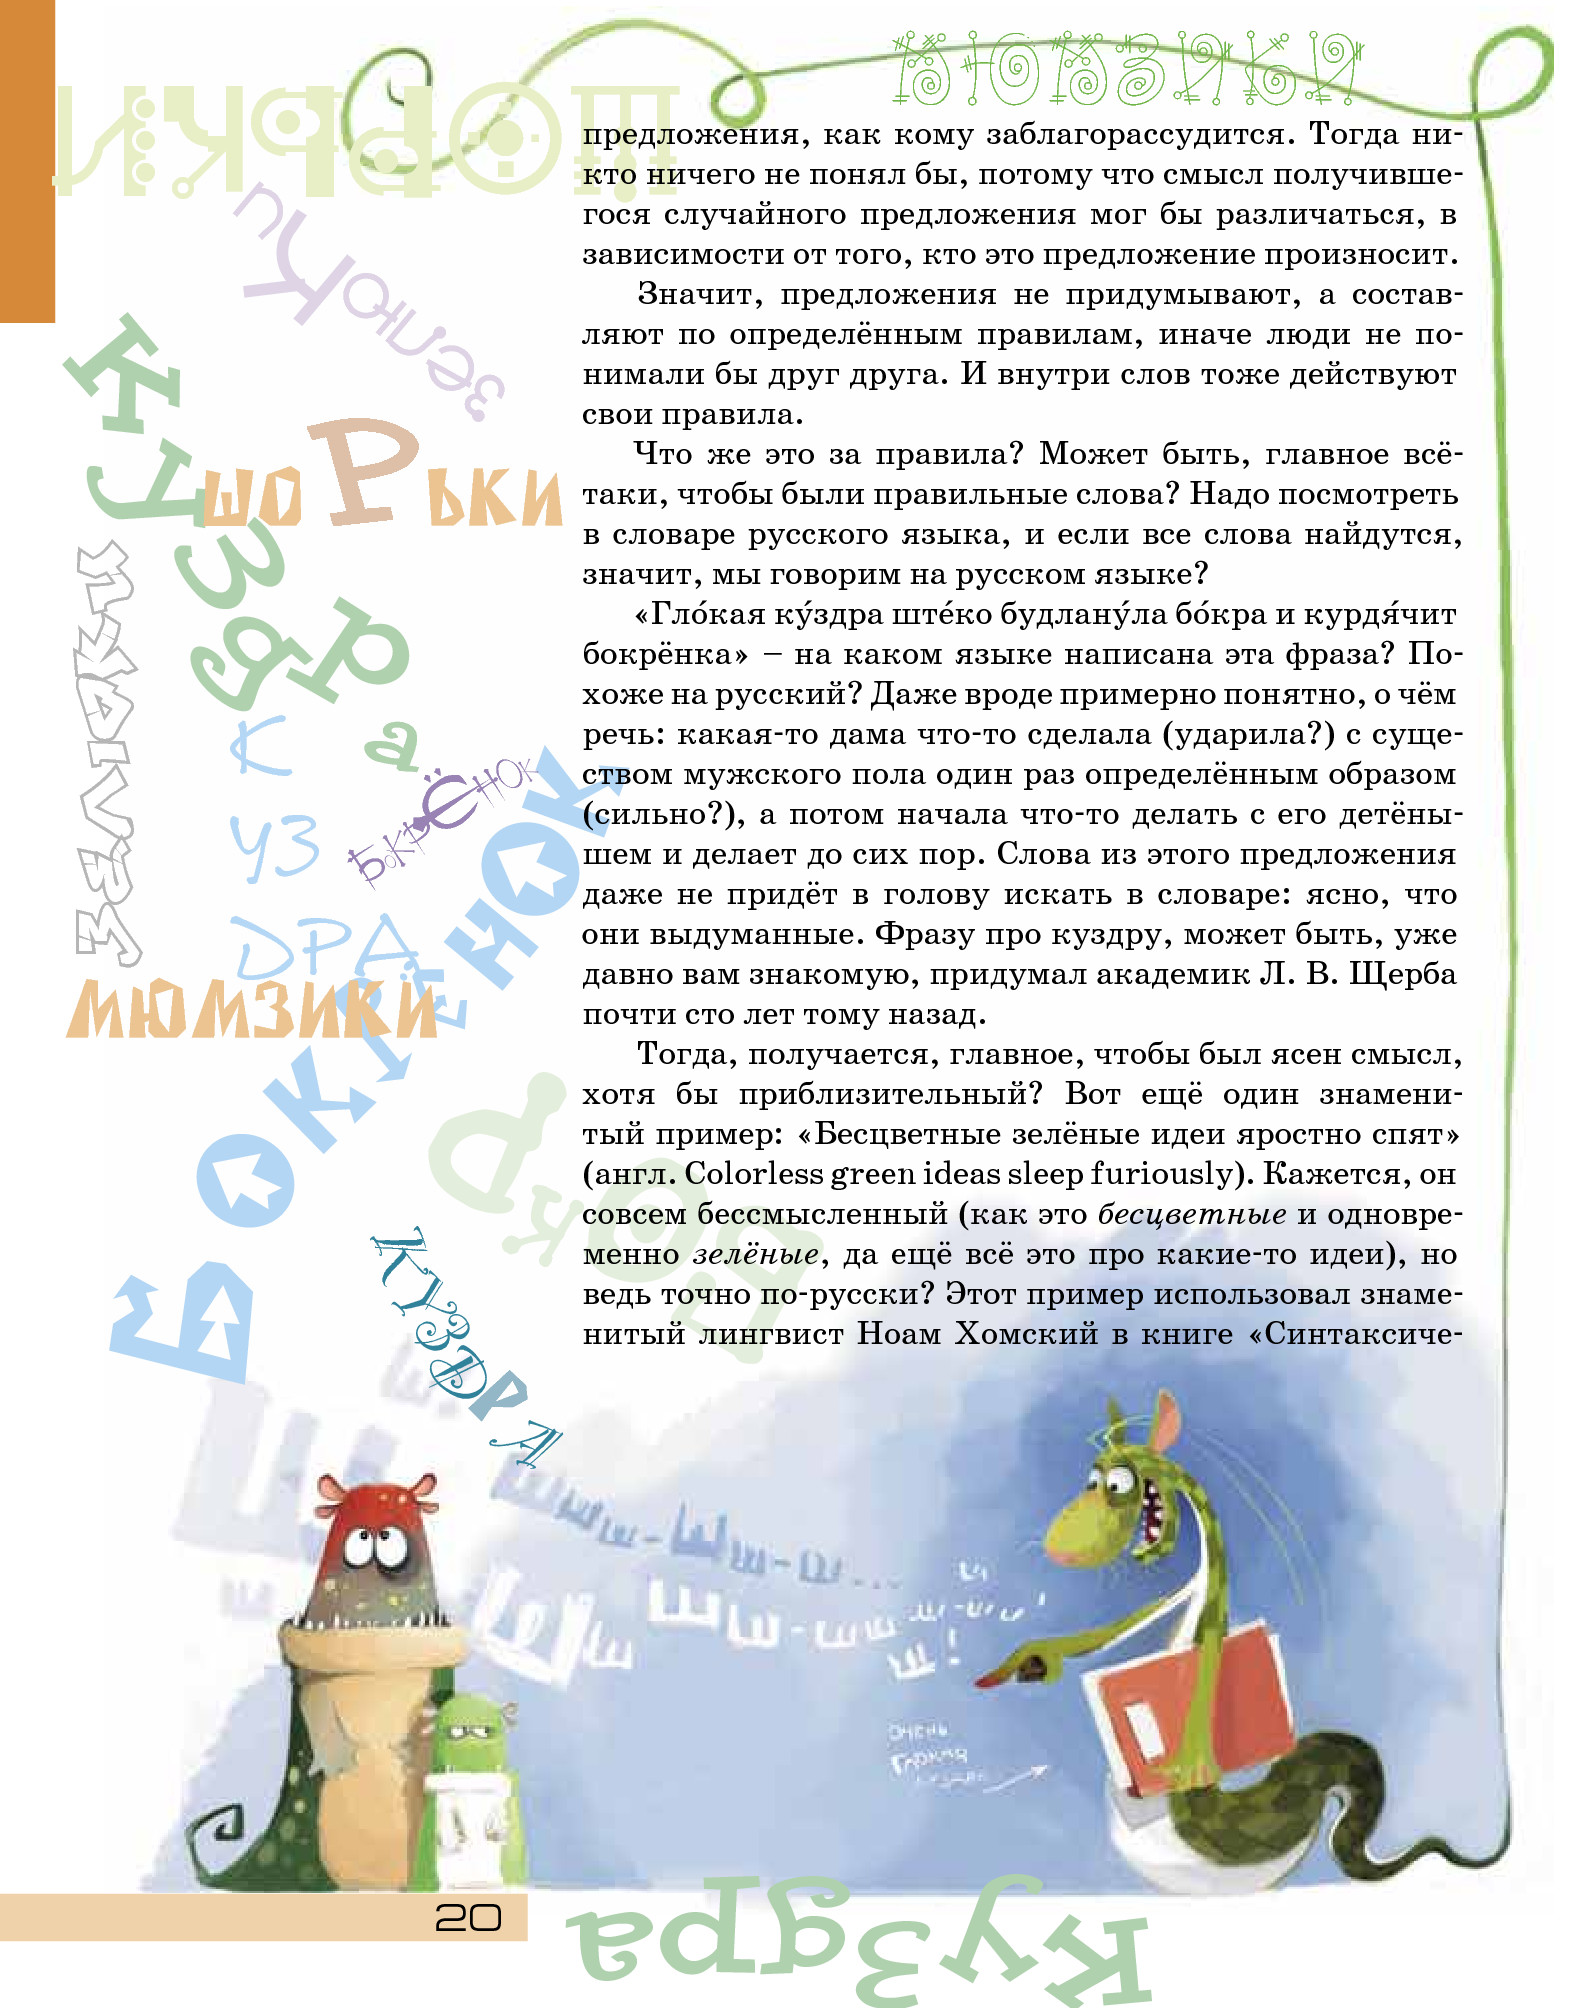 мюмзики
шорьки
зелюки
предложения, как кому заблагорассудится. Тогда ни-
кто ничего не понял бы, потому что смысл получивше-
гося случайного предложения мог бы различаться, в
зависимости от того, кто это предложение произносит.
Значит, предложения не придумывают, а состав-
ляют по определённым правилам, иначе люди не по-
нимали бы друг друга. И внутри слов тоже действуют
свои правила.
Что же это за правила? Может быть, главное всё-
таки, чтобы были правильные слова? Надо посмотреть
в словаре русского языка, и если все слова найдутся,
значит, мы говорим на русском языке?
«Гло́кая ку́здра ште́ко будлану́ла бо́кра и курдя́чит
бокрёнка» – на каком языке написана эта фраза? По-
хоже на русский? Даже вроде примерно понятно, о чём
речь: какая-то дама что-то сделала (ударила?) с суще-
ством мужского пола один раз определённым образом
(сильно?), а потом начала что-то делать с его детёны-
шем и делает до сих пор. Слова из этого предложения
даже не придёт в голову искать в словаре: ясно, что
они выдуманные. Фразу про куздру, может быть, уже
давно вам знакомую, придумал академик Л. В. Щерба
почти сто лет тому назад.
Тогда, получается, главное, чтобы был ясен смысл,
хотя бы приблизительный? Вот ещё один знамени-
тый пример: «Бесцветные зелёные идеи яростно спят»
(англ. Colorless green ideas sleep furiously). Кажется, он
совсем бессмысленный (как это бесцветные и одновре-
менно зелёные, да ещё всё это про какие-то идеи), но
ведь точно по-русски? Этот пример использовал знаме-
нитый лингвист Ноам Хомский в книге «Синтаксиче-
куздра
шоРьки
зелюки
К
УЗ
ДРА
БокрЁнок
мюмзики
Бокрёнок
Бокр
КУЗДРА
очень
глокая
20
куздра